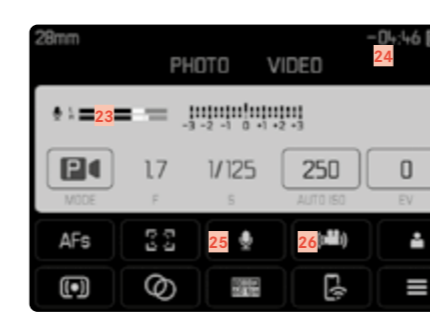 28mm
-04:46
24
PHOTO VIDEO
23
-3 -2 -1 0 +1 +2 +3
P 1.7 1/125 250 0
MODE F S AUTO ISO EV
AFs 25 26